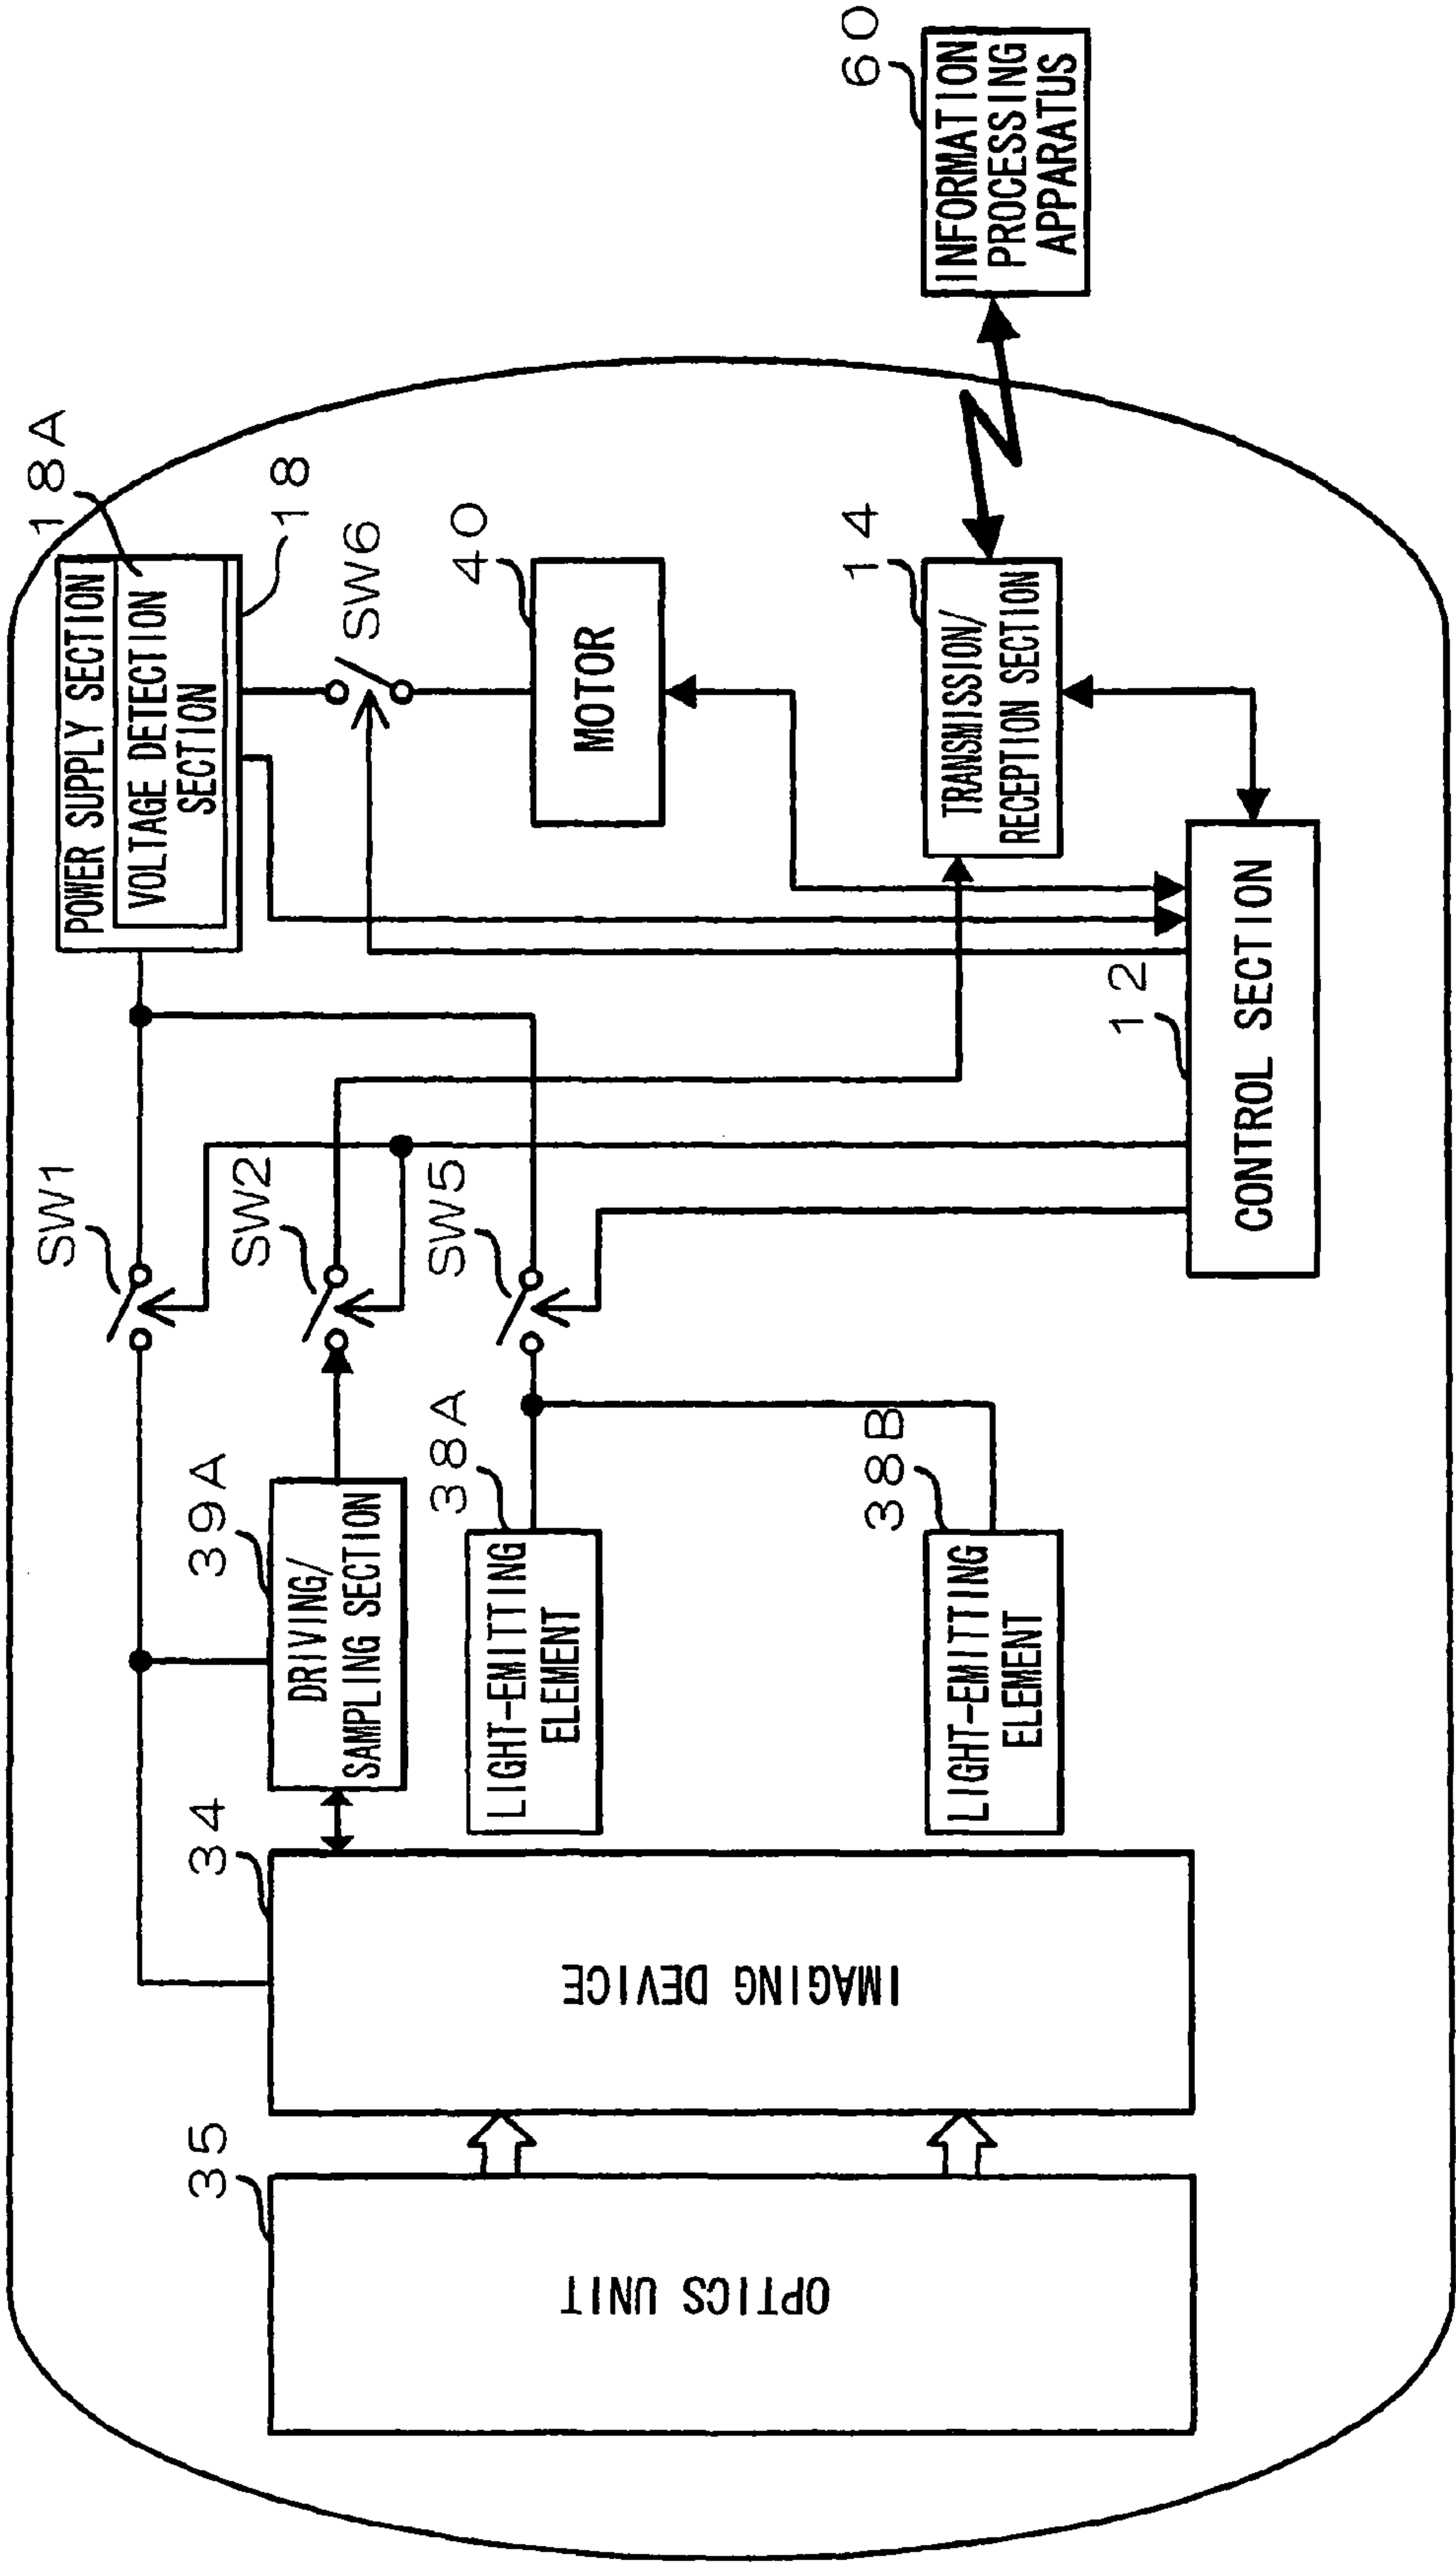 35
OPTICS UNIT
34
IMAGING DEVICE
39A
DRIVING/
SAMPLING SECTION
38A
LIGHT-EMITTING
ELEMENT
38B
LIGHT-EMITTING
ELEMENT
SW1
SW2
SW5
12
CONTROL SECTION
18A
POWER SUPPLY SECTION
VOLTAGE DETECTION
SECTION
18
SW6
40
MOTOR
14
TRANSMISSION/
RECEPTION SECTION
60
INFORMATION
PROCESSING
APPARATUS